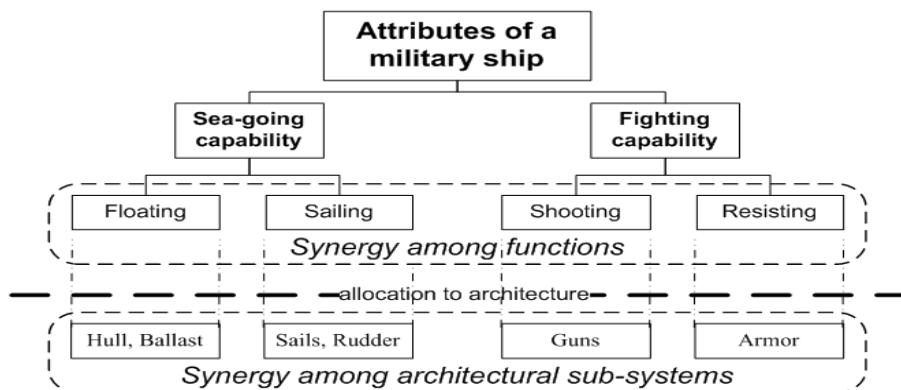 Attributes of a
military ship
Sea-going
capability
Fighting
capability
Floating
Sailing
Shooting
Resisting
Synergy among functions
allocation to architecture
Hull, Ballast
Sails, Rudder
Guns
Armor
Synergy among architectural sub-systems